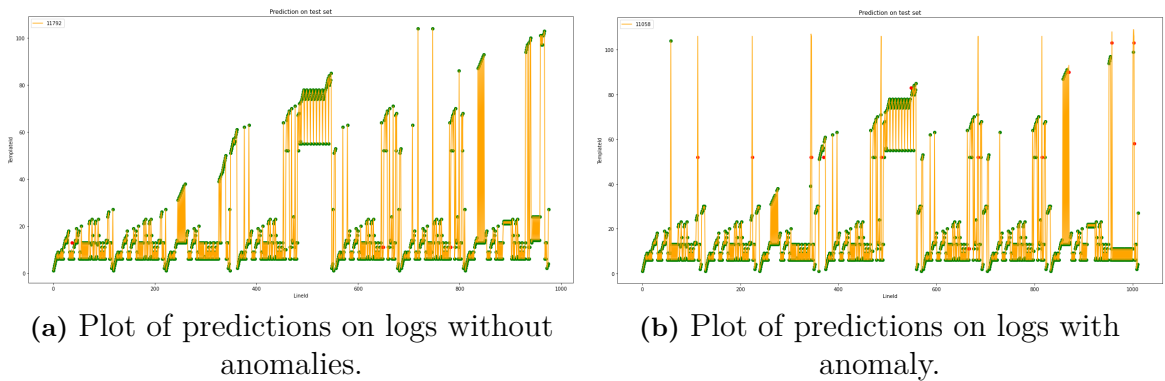 Prediction on test set
11792
100
80
60
40
20
0
TemplateId
0
200
400
600
800
1000
LineId
(a) Plot of predictions on logs without
anomalies.
Prediction on test set
11058
100
80
60
40
20
0
TemplateId
0
200
400
600
800
1000
LineId
(b) Plot of predictions on logs with
anomaly.